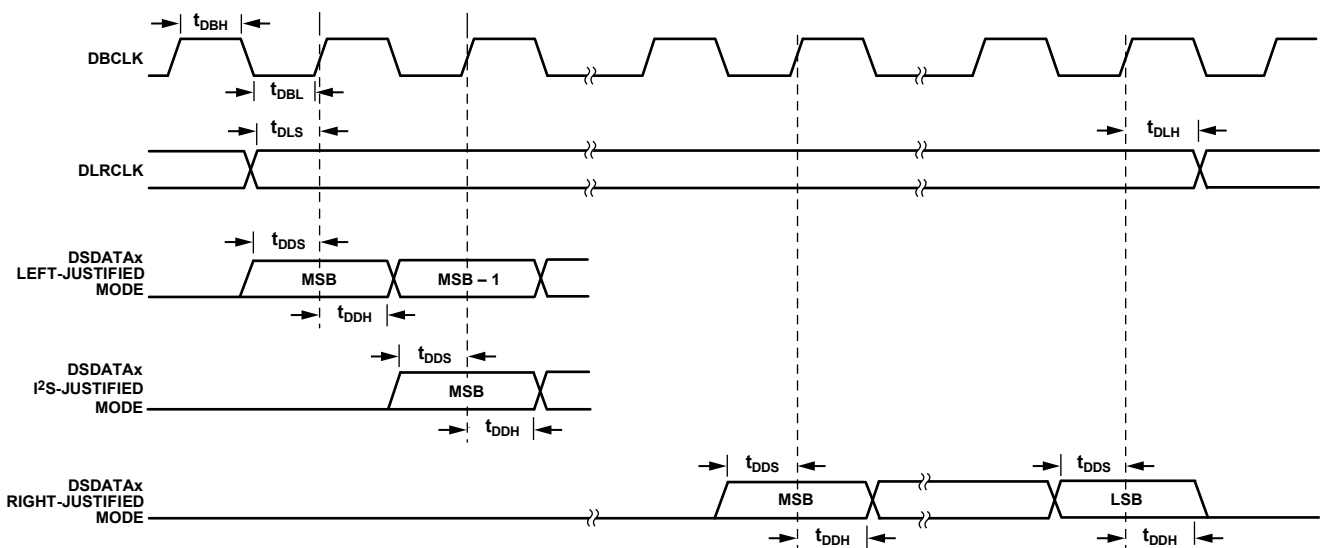 tDBH
DBCLK
tDBL
tDLS
tDLH
DLRCLK
tDDS
DSDATAx
LEFT-JUSTIFIED
MODE
MSB
MSB – 1
tDDH
tDDS
DSDATAx
I²S-JUSTIFIED
MODE
MSB
tDDH
tDDS
tDDS
DSDATAx
RIGHT-JUSTIFIED
MODE
MSB
LSB
tDDH
tDDH